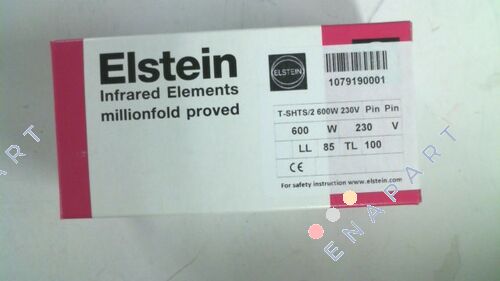 Elstein
Infrared Elements
millionfold proved
ELSTEIN
1079190001
T-SHTS/2 600W 230V Pin Pin
600 W 230 V
LL 85 TL 100
CE
For safety instruction www.elstein.com
ENAPART
ENAPART